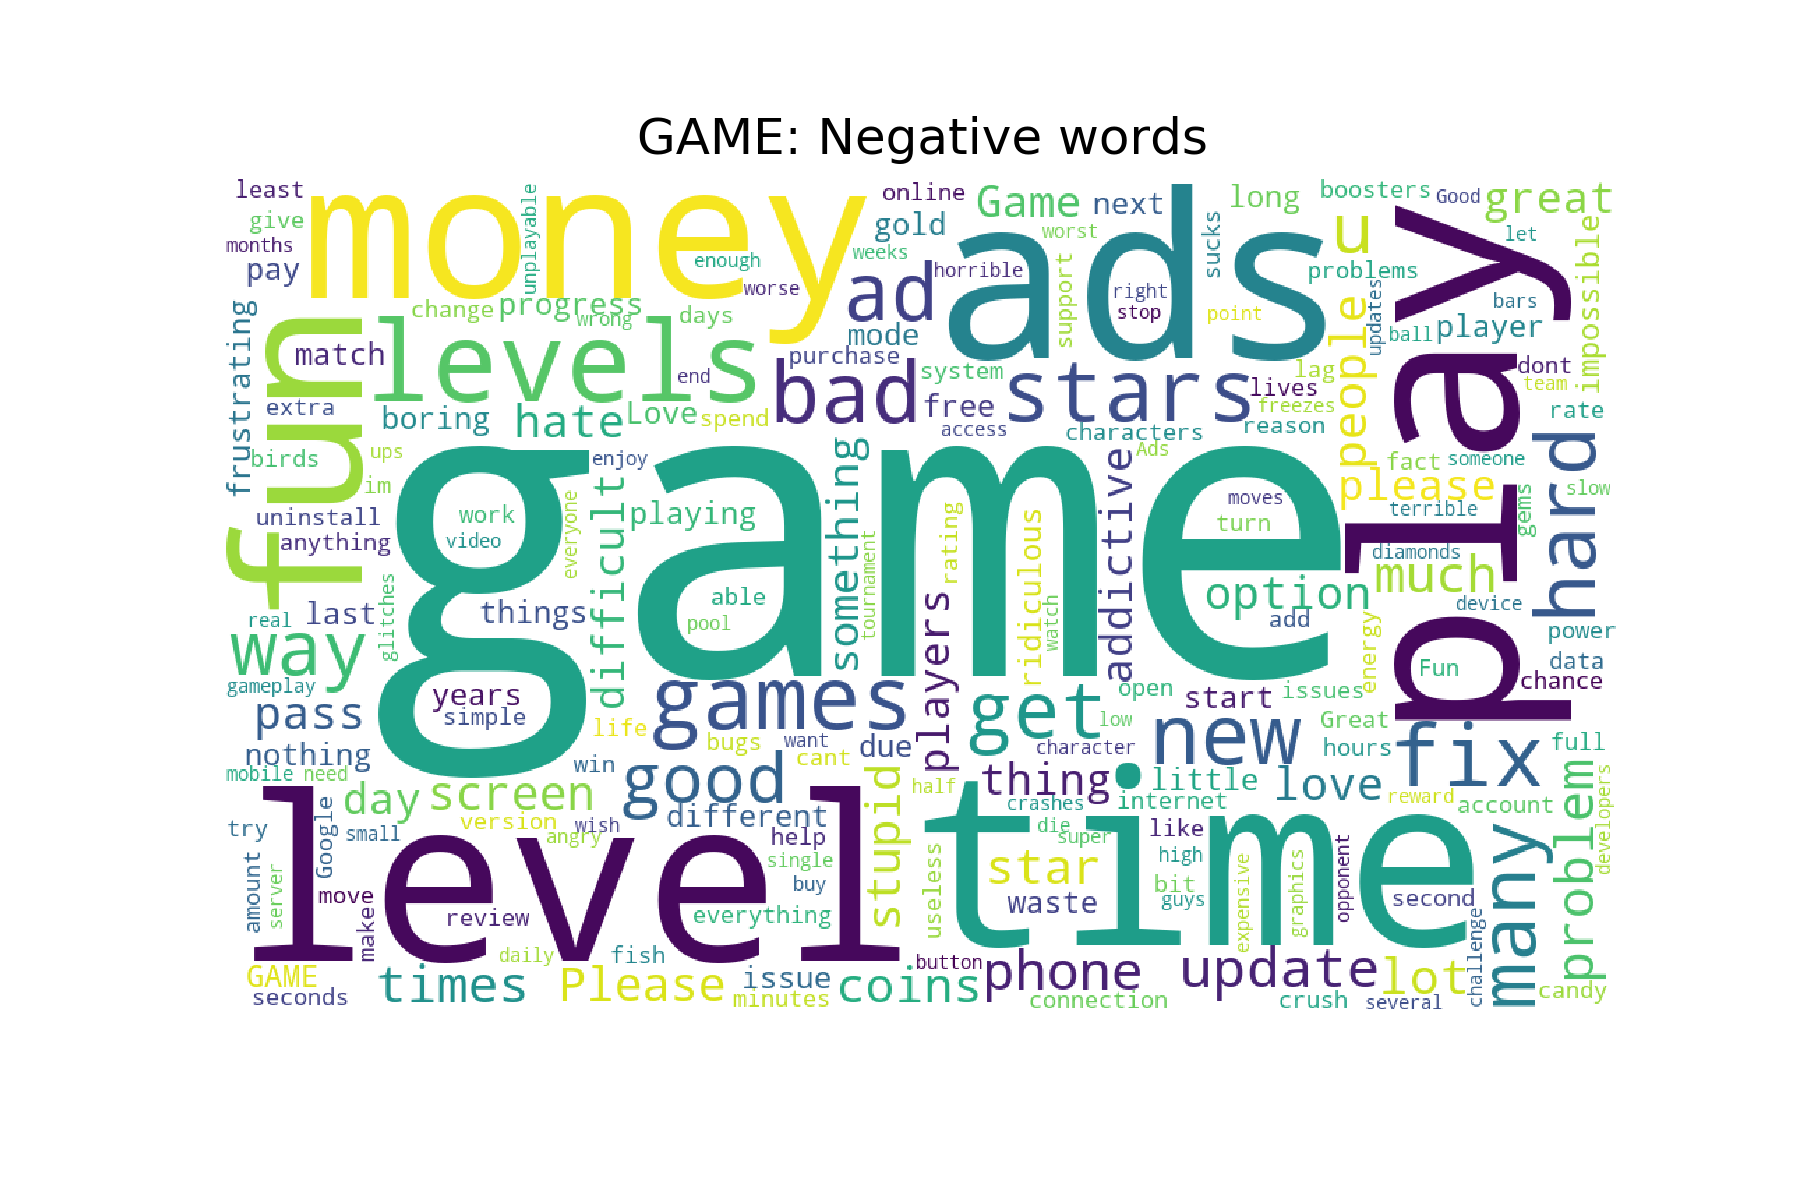 GAME: Negative words
least
money
unplayable
online
Game
next
ads
sucks
long
boosters
Good
great
give
months
pay
enough
worse
gold
weeks
ad
horrible
worst
support
right
stop
point
u
problems
let
play
impossible
frustrating
fun
change
progress
wrong
days
mode
updates
bars
ball
player
people
match
levels
end
purchase
bad
system
stars
lag
lives
freezes
dont
team
extra
boring
hate
Love
spend
free
access
characters
reason
rate
birds
ups
im
game
enjoy
Ads
fact
someone
hard
please
slow
uninstall
anything
work
video
everyone
difficult
playing
something
tournament
rating
ridiculous
addictive
moves
turn
terrible
gems
diamonds
much
real
last
glitches
things
able
pool
players
watch
option
add
energy
device
power
way
gameplay
years
simple
games
get
open
low
start
issues
Fun
data
chance
pass
nothing
life
bugs
want
cant
due
character
new
Great
hours
fix
full
mobile
need
win
good
half
thing
little
internet
love
reward
account
problem
developers
day
screen
version
wish
angry
different
help
stupid
crashes
time
die
super
like
try
Google
small
level
single
buy
useless
star
high
bit
guys
expensive
graphics
opponent
second
many
amount
server
move
make
review
everything
waste
challenge
GAME
seconds
times
daily
fish
Please
issue
minutes
coins
button
phone
connection
update
crush
lot
several
candy